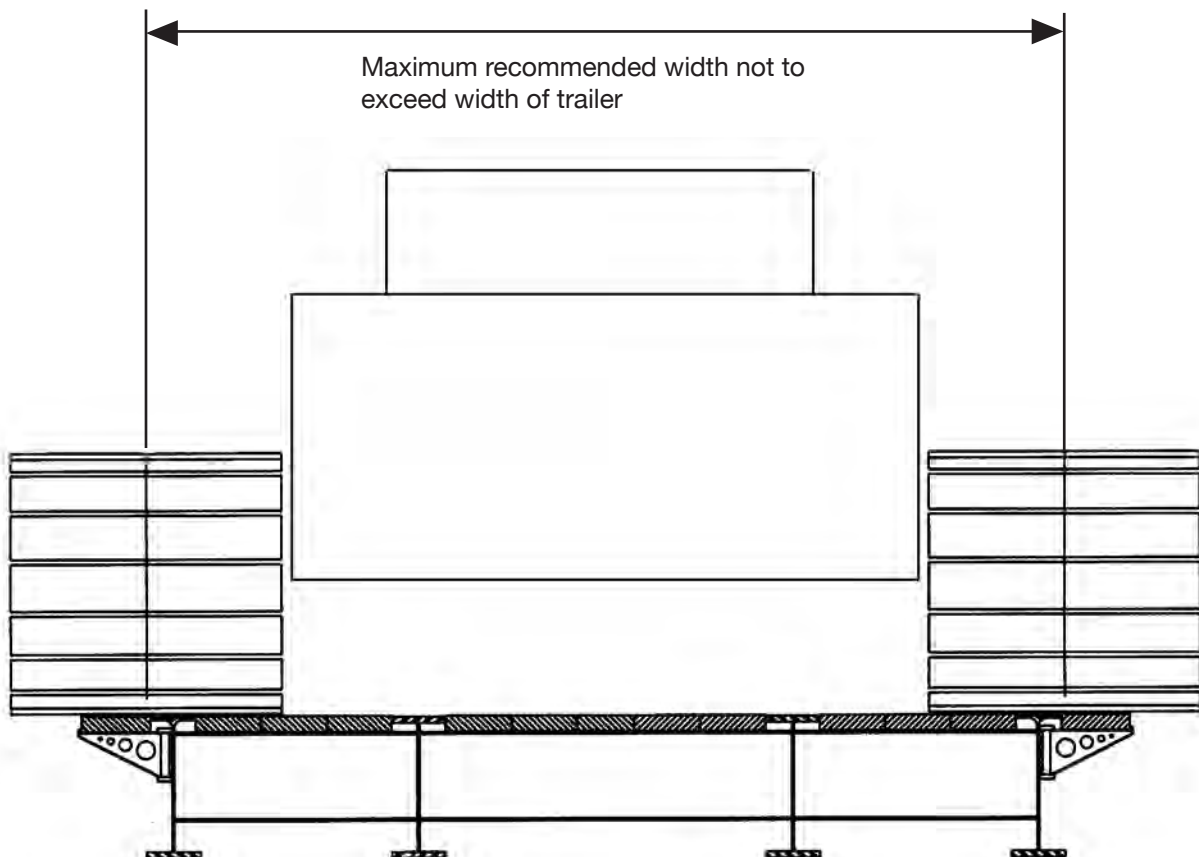 Maximum recommended width not to
exceed width of trailer